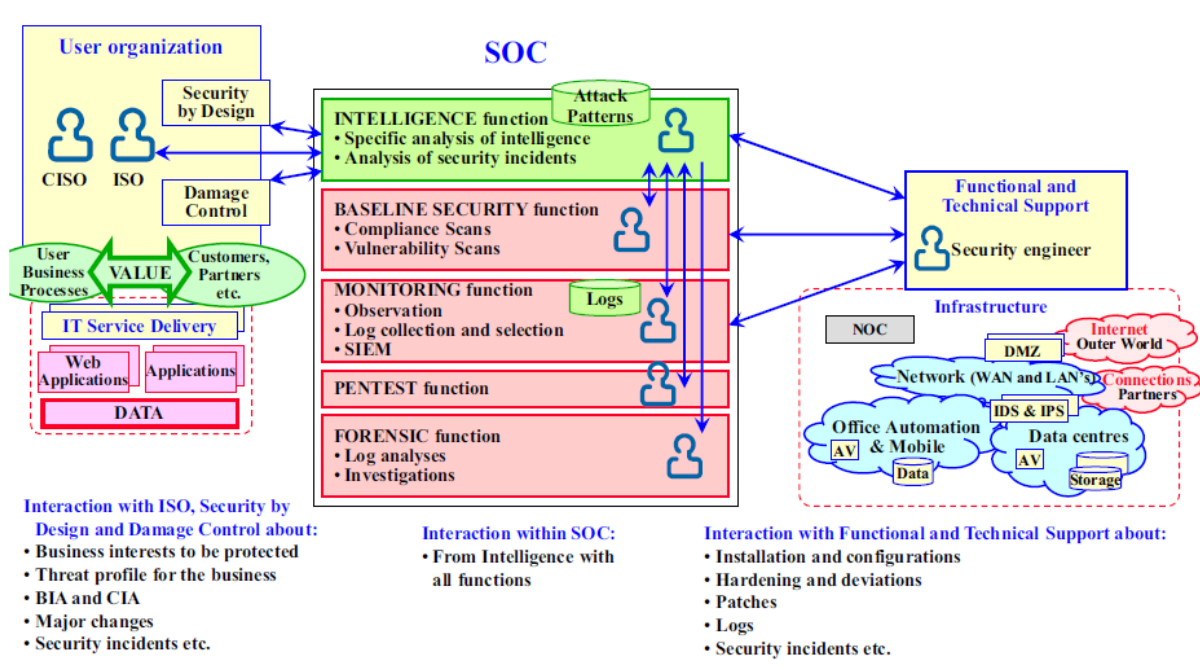 User organization
CISO
ISO
Security
by Design
Damage
Control
User
Business
Processes
VALUE
Customers,
Partners
etc.
IT Service Delivery
Web
Applications
Applications
DATA
SOC
Attack
Patterns
INTELLIGENCE function
• Specific analysis of intelligence
• Analysis of security incidents
BASELINE SECURITY function
• Compliance Scans
• Vulnerability Scans
MONITORING function
• Observation
• Log collection and selection
• SIEM
Logs
PENTEST function
FORENSIC function
• Log analyses
• Investigations
Functional and
Technical Support
Security engineer
Infrastructure
NOC
Internet
Outer World
DMZ
Network (WAN and LAN's)
Connections
Partners
IDS & IPS
Office Automation
& Mobile
AV
Data
Data centres
AV
Storage
Interaction with ISO, Security by
Design and Damage Control about:
• Business interests to be protected
• Threat profile for the business
• BIA and CIA
• Major changes
• Security incidents etc.
Interaction within SOC:
• From Intelligence with
all functions
Interaction with Functional and Technical Support about:
• Installation and configurations
• Hardening and deviations
• Patches
• Logs
• Security incidents etc.